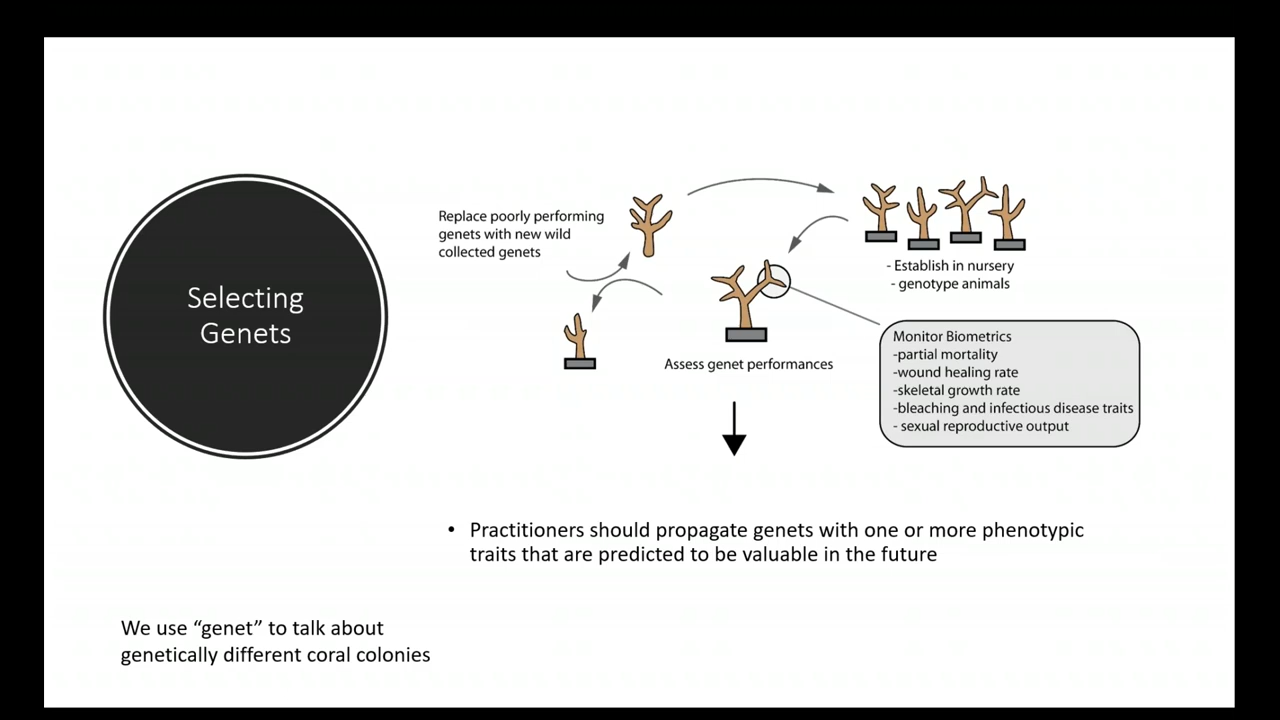 Selecting
Genets
Replace poorly performing
genets with new wild
collected genets
- Establish in nursery
- genotype animals
Assess genet performances
Monitor Biometrics
-partial mortality
-wound healing rate
-skeletal growth rate
-bleaching and infectious disease traits
- sexual reproductive output
• Practitioners should propagate genets with one or more phenotypic
traits that are predicted to be valuable in the future
We use “genet” to talk about
genetically different coral colonies